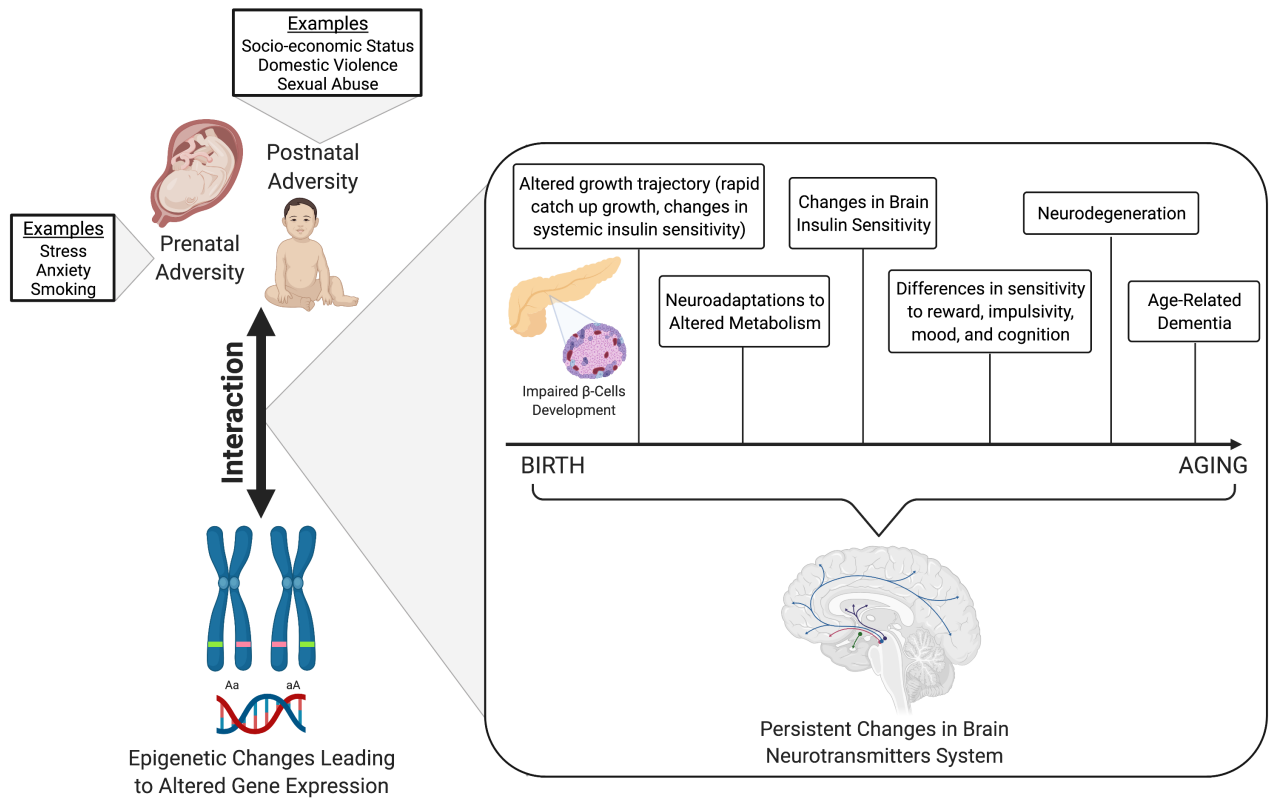 Examples
Socio-economic Status
Domestic Violence
Sexual Abuse
Postnatal
Adversity
Examples
Stress
Anxiety
Smoking
Prenatal
Adversity
Interaction
Aa
aA
Epigenetic Changes Leading
to Altered Gene Expression
Altered growth trajectory (rapid
catch up growth, changes in
systemic insulin sensitivity)
Impaired β-Cells
Development
Neuroadaptations to
Altered Metabolism
Changes in Brain
Insulin Sensitivity
Differences in sensitivity
to reward, impulsivity,
mood, and cognition
Neurodegeneration
Age-Related
Dementia
BIRTH
AGING
Persistent Changes in Brain
Neurotransmitters System